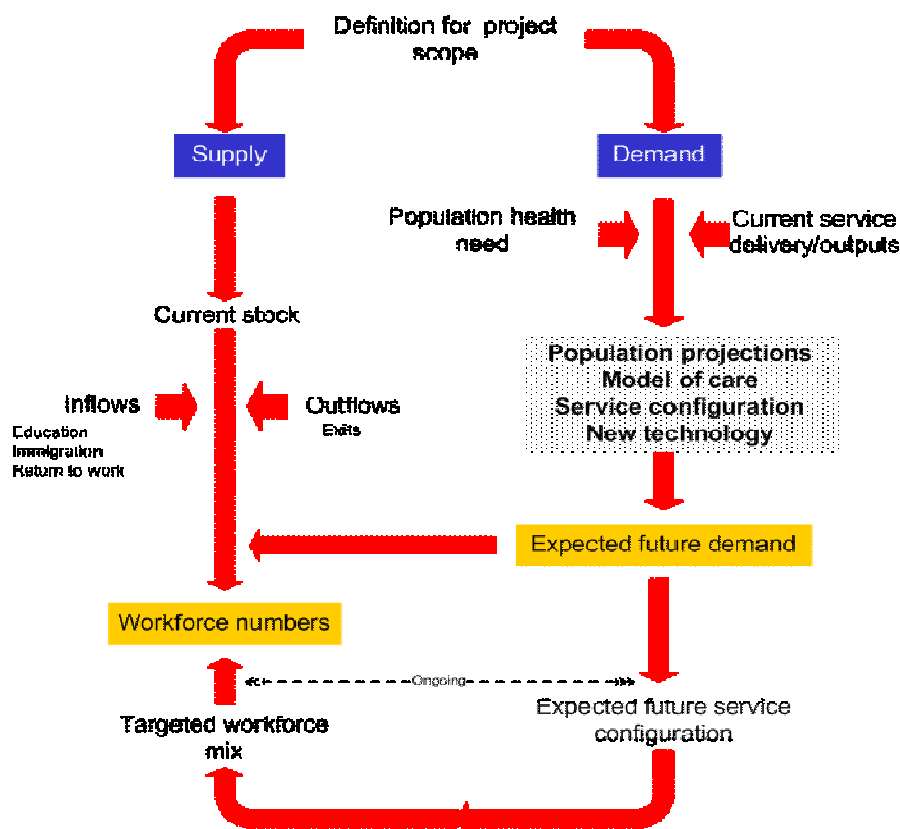 Definition for project
scope
Supply
Demand
Population health
need
Current service
delivery/outputs
Current stock
Population projections
Model of care
Service configuration
New technology
Inflows
Education
Immigration
Return to work
Outflows
Exits
Expected future demand
Workforce numbers
Ongoing
Targeted workforce
mix
Expected future service
configuration